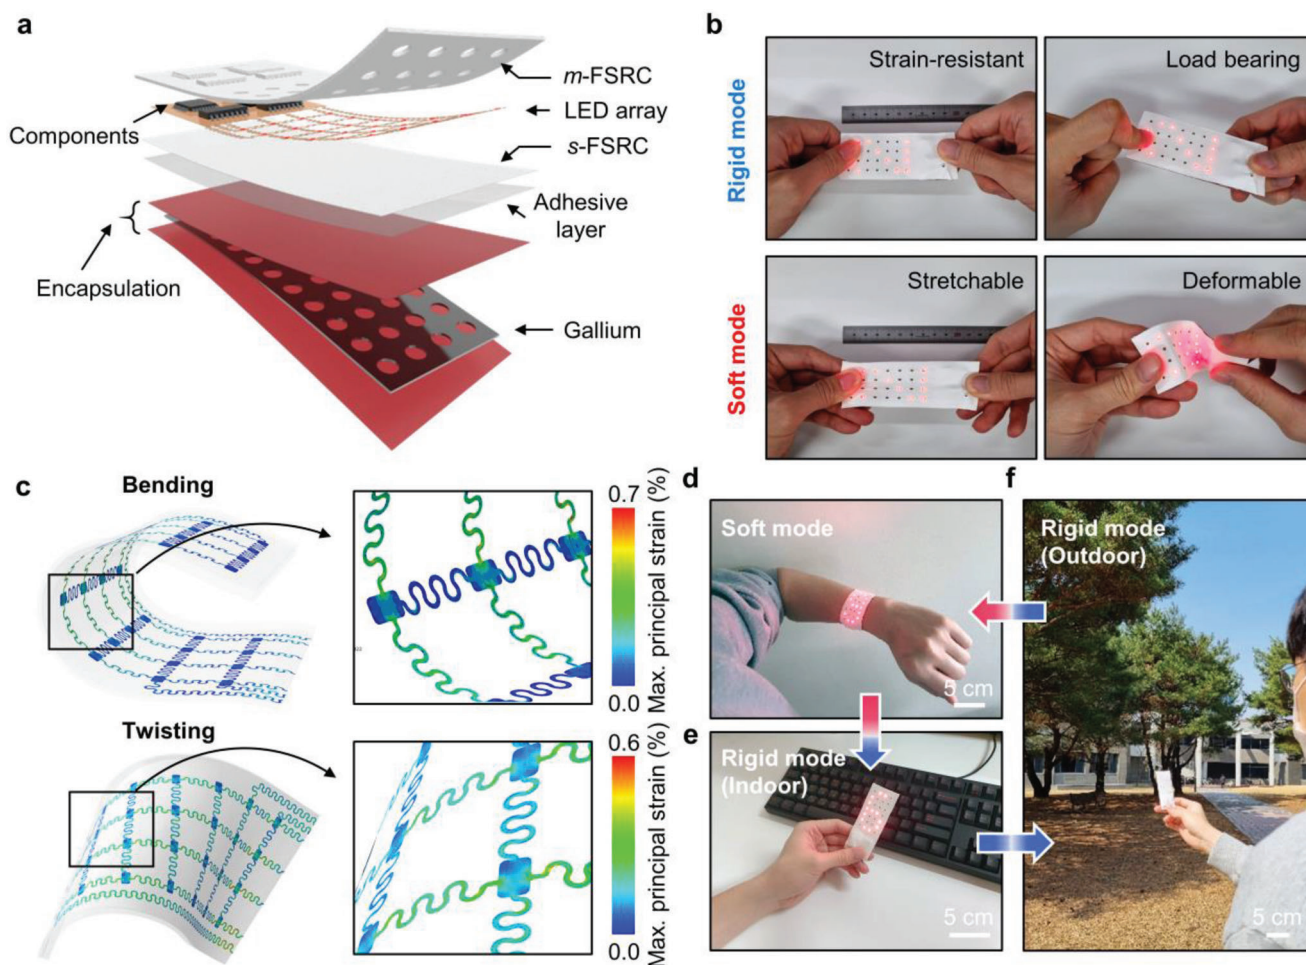 a
m-FSRC
LED array
Components
s-FSRC
Adhesive
layer
Encapsulation
Gallium
b
Rigid mode
Strain-resistant
Load bearing
Soft mode
Stretchable
Deformable
c
Bending
0.7
Max. principal strain (%)
0.0
Twisting
0.6
Max. principal strain (%)
0.0
d
Soft mode
5 cm
e
Rigid mode
(Indoor)
5 cm
f
Rigid mode
(Outdoor)
5 cm